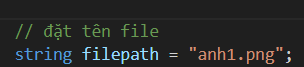 // đặt tên file
string filepath = "anh1.png";